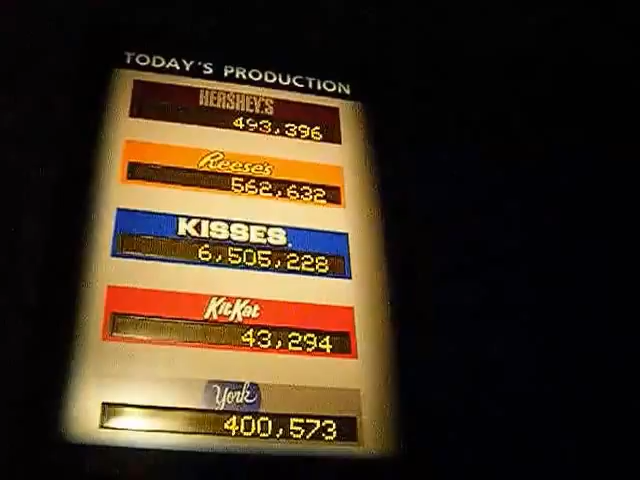 TODAY'S PRODUCTION
HERSHEY'S
493,396
Reese's
562,632
KISSES
6,505,228
KitKat
43,294
York
400,573